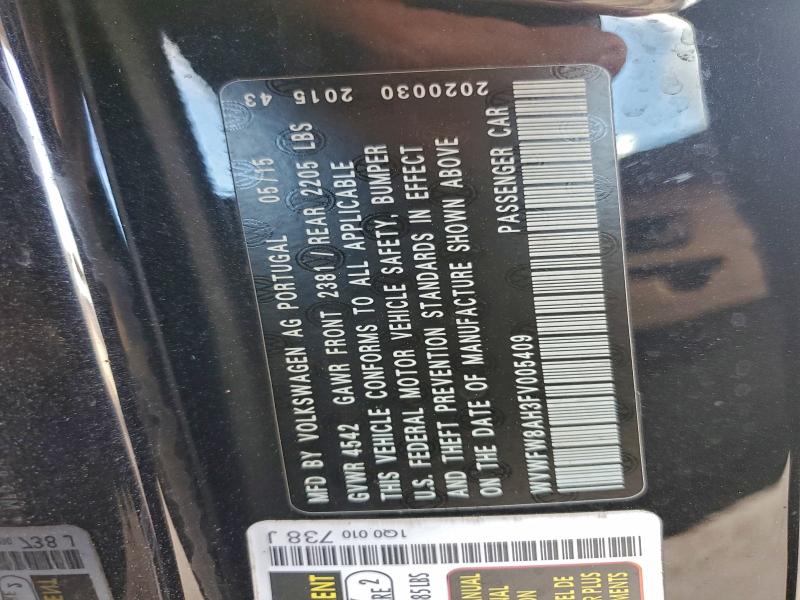 43 2015 2020030
MFD BY VOLKSWAGEN AG PORTUGAL 05/15
GVWR 4542 GAWR FRONT 2381/REAR 2205 LBS
THIS VEHICLE CONFORMS TO ALL APPLICABLE
U.S. FEDERAL MOTOR VEHICLE SAFETY, BUMPER
AND THEFT PREVENTION STANDARDS IN EFFECT
ON THE DATE OF MANUFACTURE SHOWN ABOVE
PASSENGER CAR
WVWFW8AH3FV005409
1Q0 010 738 J